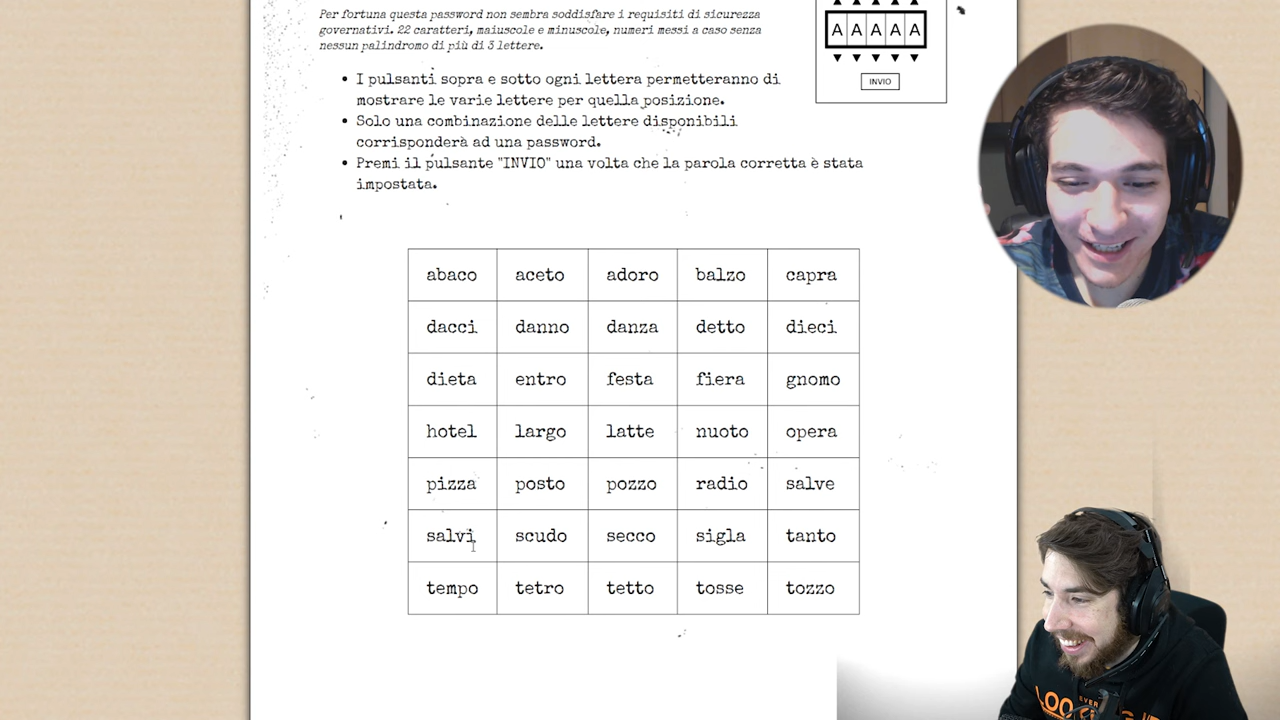 Per fortuna questa password non sembra soddisfare i requisiti di sicurezza
governativi. 22 caratteri, maiuscole e minuscole, numeri messi a caso senza
nessun palindromo di più di 3 lettere.
A A A A A
INVIO
• I pulsanti sopra e sotto ogni lettera permetteranno di
mostrare le varie lettere per quella posizione.
• Solo una combinazione delle lettere disponibili
corrisponderà ad una password.
• Premi il pulsante "INVIO" una volta che la parola corretta è stata
impostata.
abaco aceto adoro balzo capra
dacci danno danza detto dieci
dieta entro festa fiera gnomo
hotel largo latte nuoto opera
pizza posto pozzo radio salve
salvi scudo secco sigla tanto
tempo tetro tetto tosse tozzo
EVER